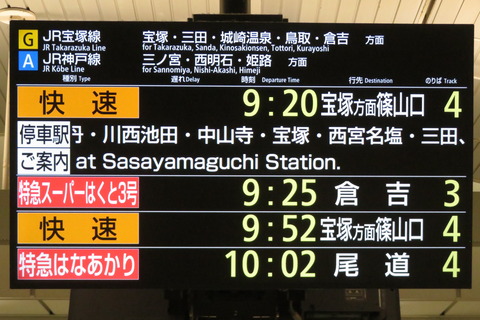 G JR宝塚線 宝塚・三田・城崎温泉・鳥取・倉吉 方面
JR Takarazuka Line for Takarazuka, Sanda, Kinosakionsen, Tottori, Kurayoshi
A JR神戸線 三ノ宮・西明石・姫路 方面
JR Kōbe Line for Sannomiya, Nishi-Akashi, Himeji
種別 Type 遅れ Delay 時刻 Departure Time 行先 Destination のりば Track
快速 9:20 宝塚方面篠山口 4
停車駅 丹・川西池田・中山寺・宝塚・西宮名塩・三田、
ご案内 at Sasayamaguchi Station.
特急スーパーはくと3号 9:25 倉吉 3
快速 9:52 宝塚方面篠山口 4
特急はなあかり 10:02 尾道 4